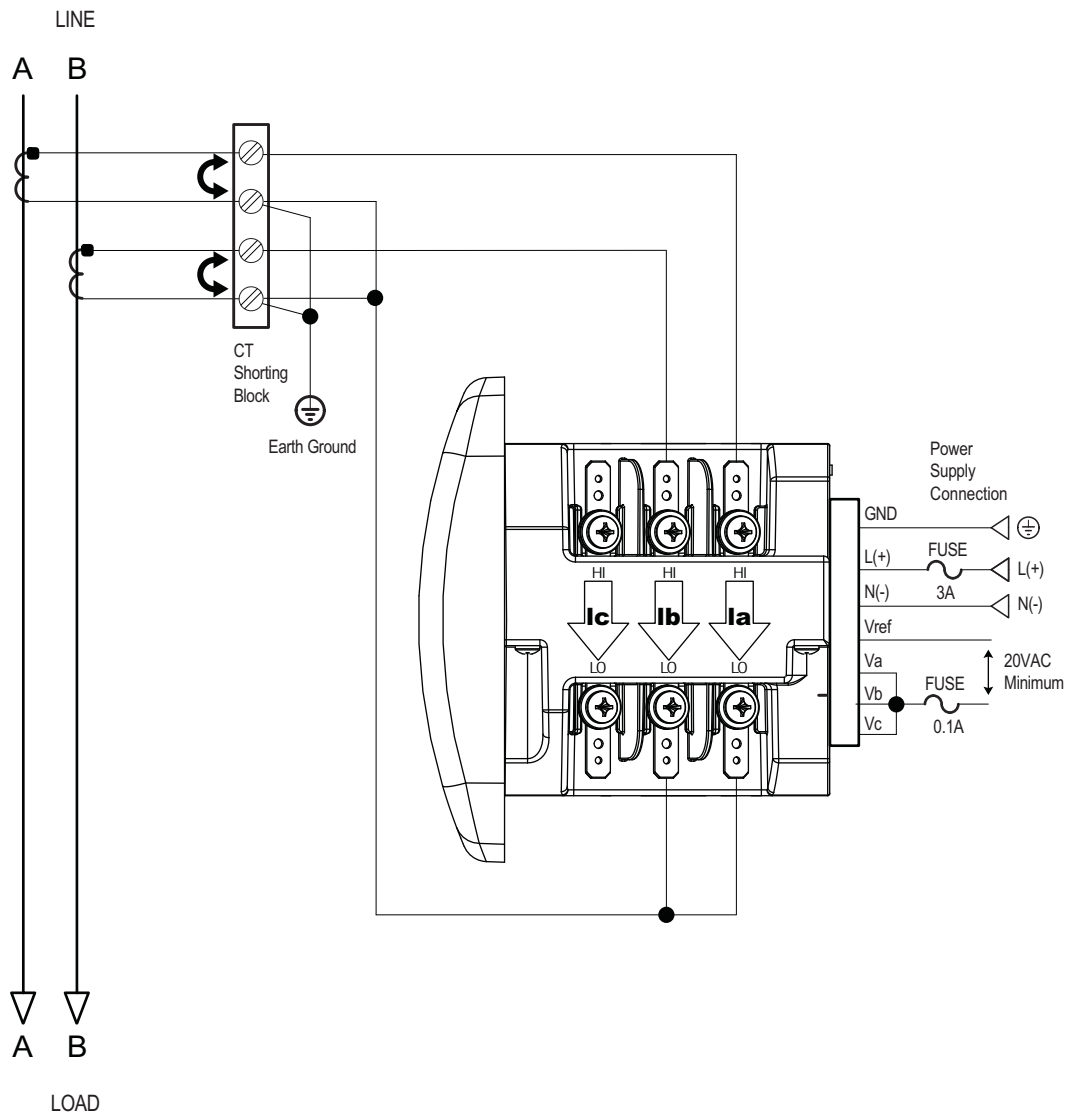 LINE
A B
CT
Shorting
Block
Earth Ground
Power
Supply
Connection
GND
L(+)
FUSE
L(+)
3A
N(-)
N(-)
Vref
Va
Vb
Vc
20VAC
Minimum
FUSE
0.1A
HI HI HI
Ic Ib Ia
LO LO LO
A B
LOAD